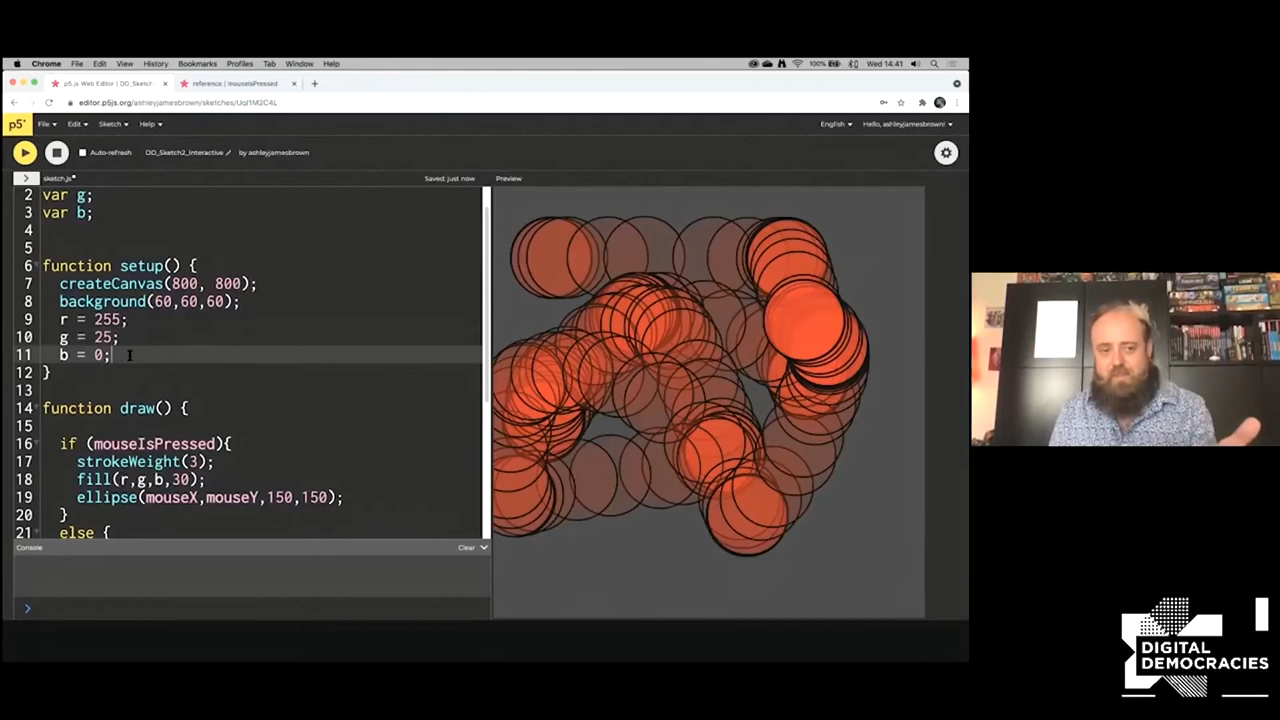 Chrome File Edit View History Bookmarks Profiles Tab Window Help 100% Wed 14:41
p5.js Web Editor | DD_Sketch reference | mouseIsPressed
editor.p5js.org/ashleyjamesbrown/sketches/UqI1M2C4L
p5* File Edit Sketch Help English Hello, ashleyjamesbrown!
Auto-refresh DD_Sketch2_Interactive by ashleyjamesbrown
sketch.js Saved: just now Preview
2 var g;
3 var b;
4
5
6 function setup() {
7 createCanvas(800, 800);
8 background(60,60,60);
9 r = 255;
10 g = 25;
11 b = 0;
12 }
13
14 function draw() {
15
16 if (mouseIsPressed){
17 strokeWeight(3);
18 fill(r,g,b,30);
19 ellipse(mouseX,mouseY,150,150);
20 }
21 else {
Console Clear
>
DIGITAL
DEMOCRACIES